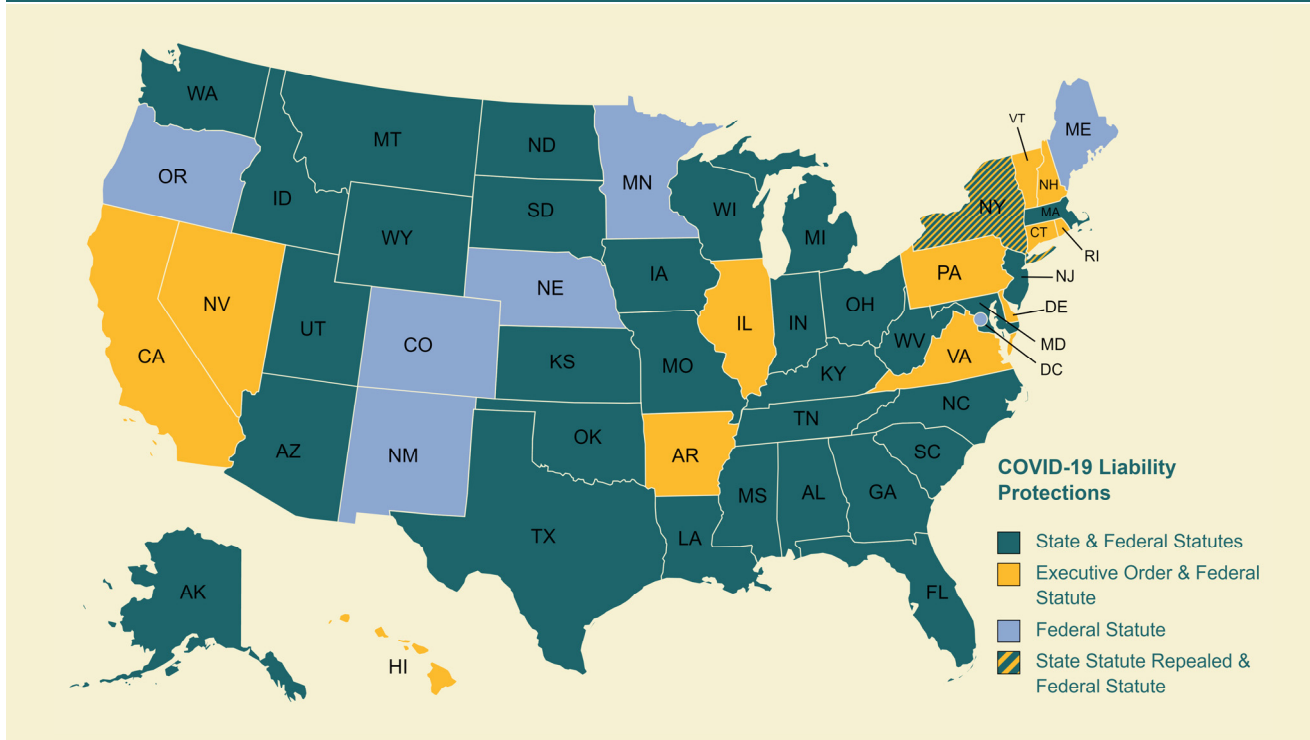 WA
MT
ND
MN
VT
ME
OR
ID
SD
WI
NY
NH
MA
WY
MI
CT
RI
IA
PA
NJ
NE
NV
OH
DE
UT
IL
IN
CO
WV
MD
CA
VA
DC
KS
MO
KY
NC
TN
OK
AZ
NM
AR
SC
MS
AL
GA
TX
LA
AK
FL
HI
COVID-19 Liability
Protections
State & Federal Statutes
Executive Order & Federal
Statute
Federal Statute
State Statute Repealed &
Federal Statute